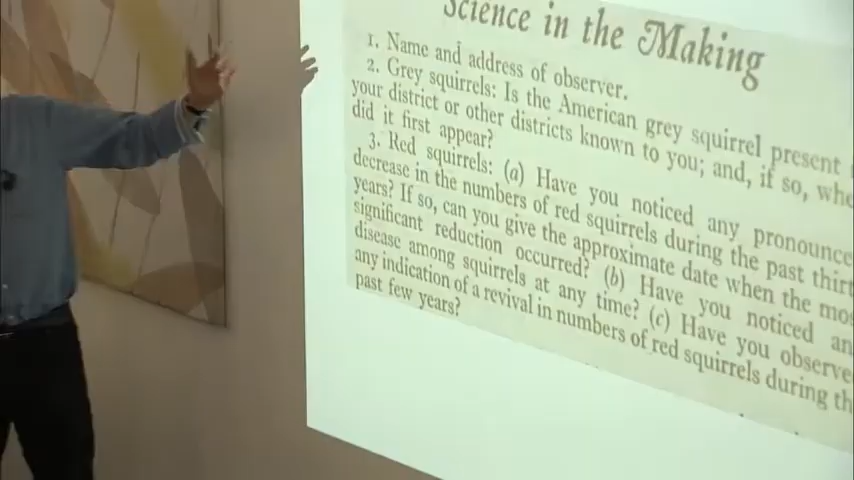 Science in the Making
1. Name and address of observer.
2. Grey squirrels: Is the American grey squirrel present
your district or other districts known to you; and, if so, whe
did it first appear?
3. Red squirrels: (a) Have you noticed any pronounce
decrease in the numbers of red squirrels during the past thirt
years? If so, can you give the approximate date when the mos
significant reduction occurred? (b) Have you noticed an
disease among squirrels at any time? (c) Have you observe
any indication of a revival in numbers of red squirrels during th
past few years?